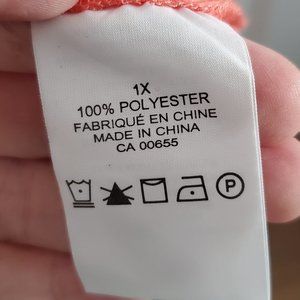 1X
100% POLYESTER
FABRIQUÉ EN CHINE
MADE IN CHINA
CA 00655
P